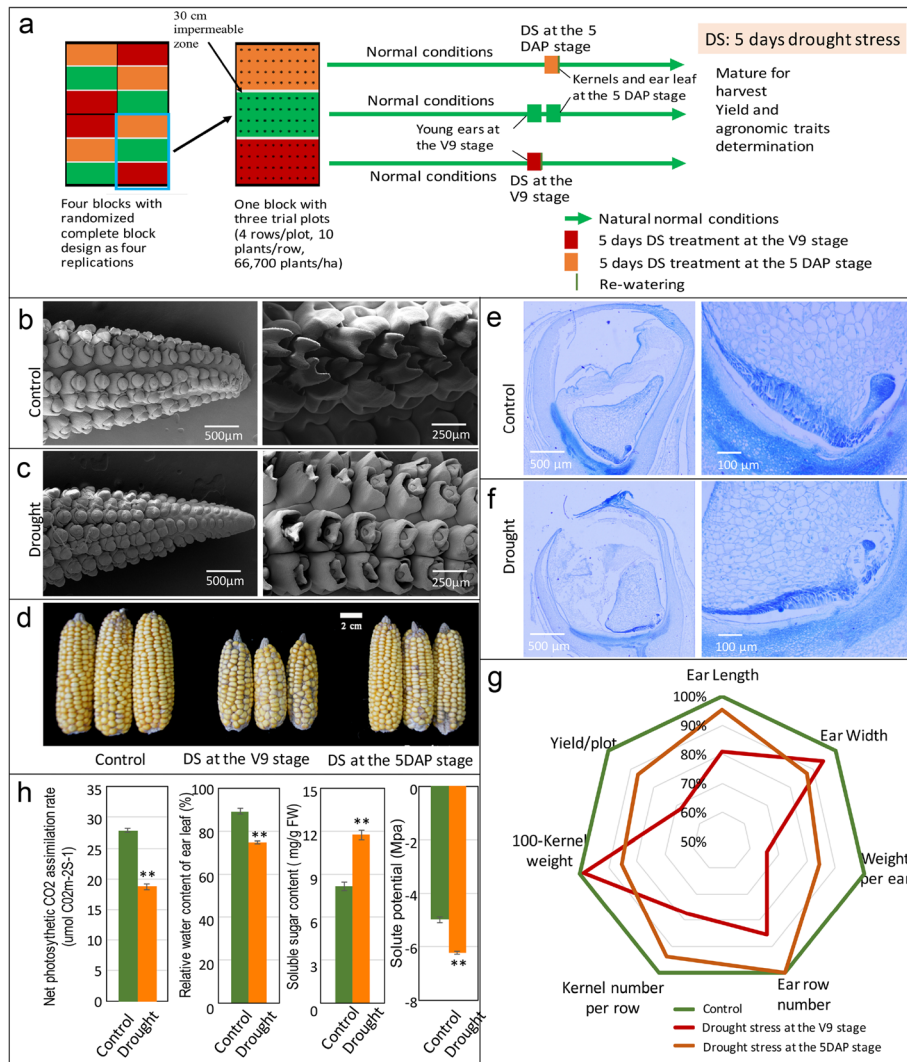 a
30 cm
impermeable
zone
Four blocks with
randomized
complete block
design as four
replications
One block with
three trial plots
(4 rows/plot, 10
plants/row,
66,700 plants/ha)
Normal conditions
DS at the 5
DAP stage
Kernels and ear leaf
at the 5 DAP stage
Normal conditions
Young ears
at the V9 stage
Normal conditions
DS at the
V9 stage
DS: 5 days drought stress
Mature for
harvest
Yield and
agronomic traits
determination
Natural normal conditions
5 days DS treatment at the V9 stage
5 days DS treatment at the 5 DAP stage
Re-watering
b
Control
500μm
250μm
c
Drought
500μm
250μm
d
2 cm
Control
DS at the V9 stage
DS at the 5DAP stage
e
Control
500 μm
100 μm
f
Drought
500 μm
100 μm
g
Ear Length
Ear Width
Weight
per ear
Ear row
number
Kernel number
per row
100-Kernel
weight
Yield/plot
100%
90%
80%
70%
60%
50%
Control
Drought stress at the V9 stage
Drought stress at the 5DAP stage
h
Net photosythetic CO2 assimilation rate
(umol C02m-2S-1)
35
30
25
20
15
10
5
0
**
Control
Drought
Relative water content of ear leaf (%)
100
80
60
40
20
0
**
Control
Drought
Soluble sugar content ( mg/g FW)
15
12
9
6
3
0
**
Control
Drought
Solute potential (Mpa)
0
-2
-4
-6
-8
**
Control
Drought